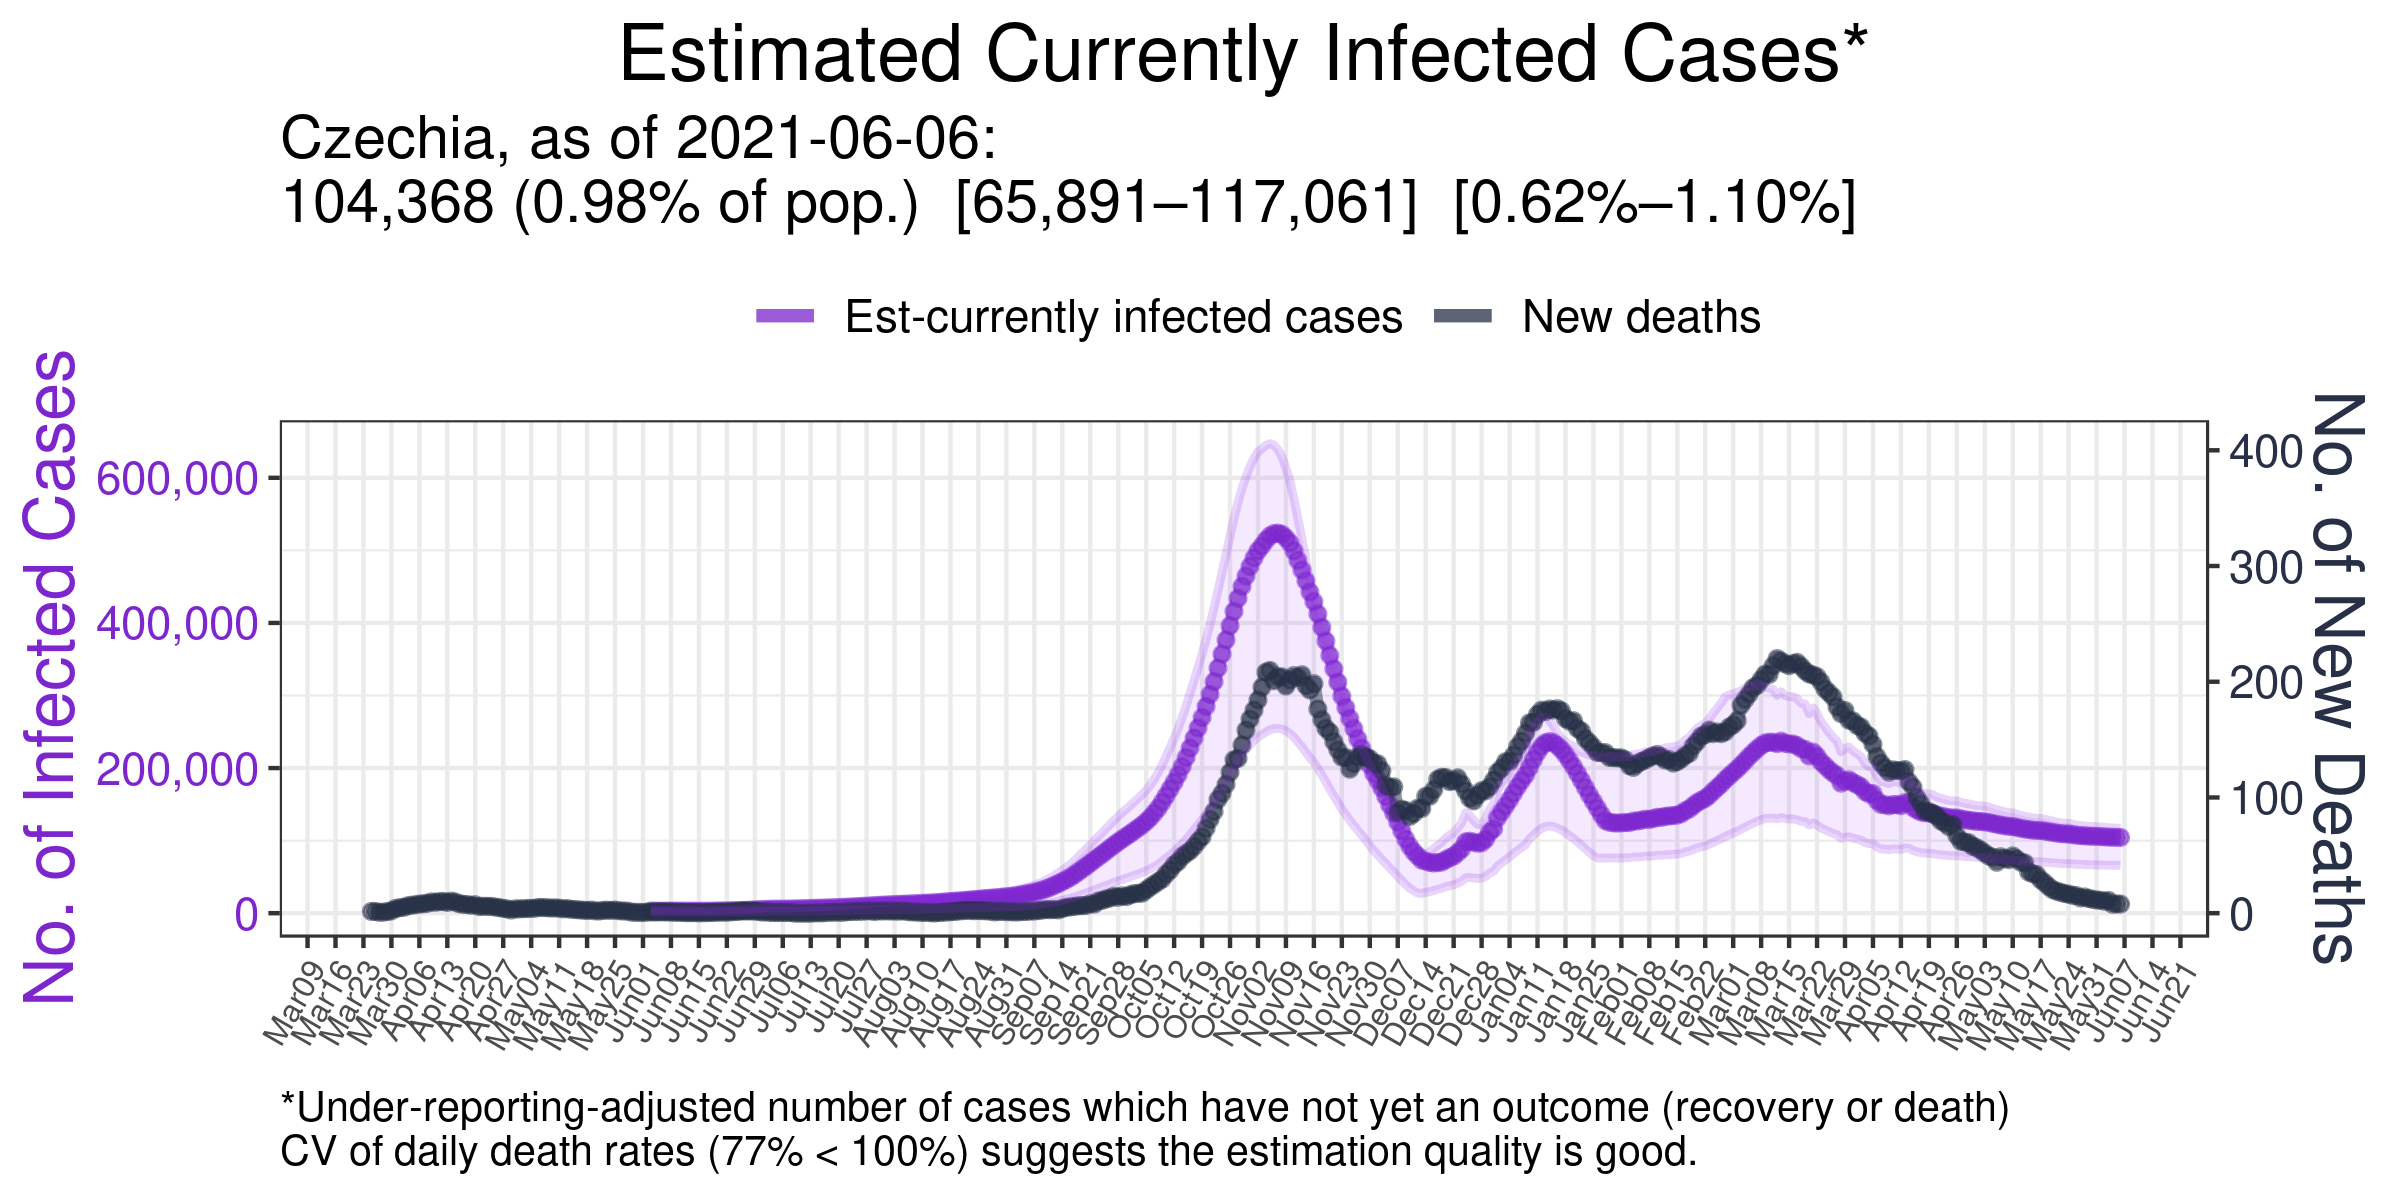 Estimated Currently Infected Cases*
Czechia, as of 2021-06-06:
104,368 (0.98% of pop.) [65,891–117,061] [0.62%–1.10%]
Est-currently infected cases
New deaths
No. of Infected Cases
600,000
400,000
200,000
0
No. of New Deaths
400
300
200
100
0
Mar09
Mar16
Mar23
Mar30
Apr06
Apr13
Apr20
Apr27
May04
May11
May18
May25
Jun01
Jun08
Jun15
Jun22
Jun29
Jul06
Jul13
Jul20
Jul27
Aug03
Aug10
Aug17
Aug24
Aug31
Sep07
Sep14
Sep21
Sep28
Oct05
Oct12
Oct19
Oct26
Nov02
Nov09
Nov16
Nov23
Nov30
Dec07
Dec14
Dec21
Dec28
Jan04
Jan11
Jan18
Jan25
Feb01
Feb08
Feb15
Feb22
Mar01
Mar08
Mar15
Mar22
Mar29
Apr05
Apr12
Apr19
Apr26
May03
May10
May17
May24
May31
Jun07
Jun14
Jun21
*Under-reporting-adjusted number of cases which have not yet an outcome (recovery or death)
CV of daily death rates (77% < 100%) suggests the estimation quality is good.